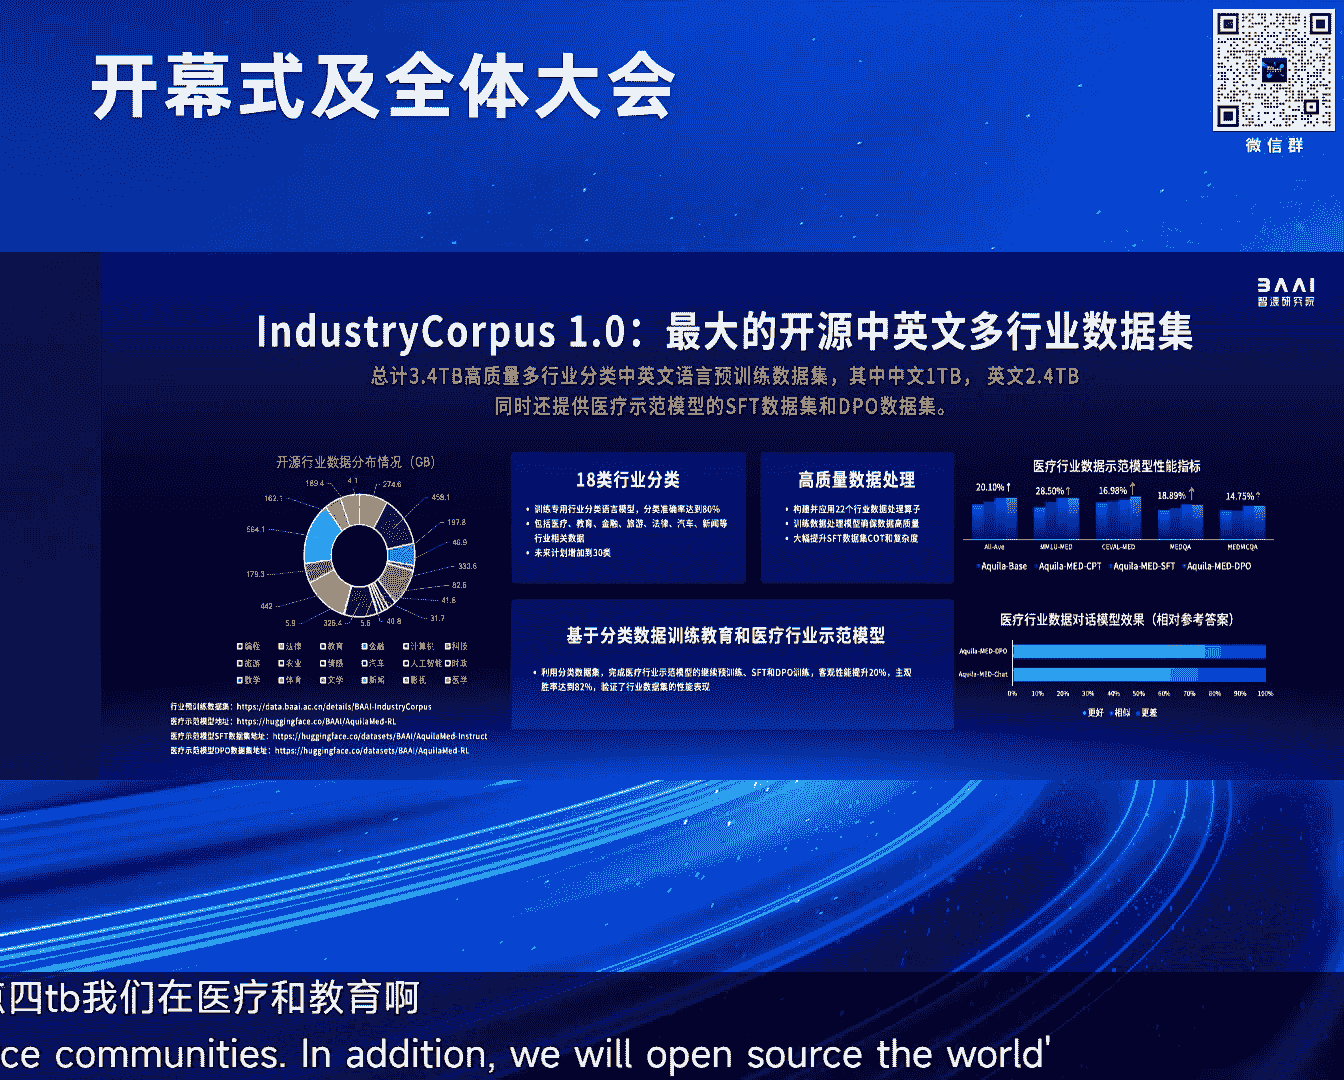 开幕式及全体大会
微信群
BAAI
智源研究院
IndustryCorpus 1.0：最大的开源中英文多行业数据集
总计3.4TB高质量多行业分类中英文语言预训练数据集，其中中文1TB， 英文2.4TB
同时还提供医疗示范模型的SFT数据集和DPO数据集。
开源行业数据分布情况（GB）
189.4
4.1
274.6
162.1
458.1
564.1
197.8
40.9
179.3
333.6
82.6
442
41.6
5.9
326.4
5.6
40.8
31.7
编程 法律 教育 金融 计算机 科技
旅游 农业 情感 汽车 人工智能 时政
数学 体育 文学 新闻 影视 医学
行业预训练数据集：https://data.baai.ac.cn/details/BAAI-IndustryCorpus
医疗示范模型地址：https://huggingface.co/BAAI/AquilaMed-RL
医疗示范模型SFT数据集地址：https://huggingface.co/datasets/BAAI/AquilaMed-Instruct
医疗示范模型DPO数据集地址：https://huggingface.co/datasets/BAAI/AquilaMed-RL
18类行业分类
• 训练专用行业分类语言模型，分类准确率达到80%
• 包括医疗、教育、金融、旅游、法律、汽车、新闻等
行业相关数据
• 未来计划增加到30类
高质量数据处理
• 构建并应用22个行业数据处理算子
• 训练数据处理模型确保数据高质量
• 大幅提升SFT数据集COT和复杂度
基于分类数据训练教育和医疗行业示范模型
• 利用分类数据集，完成医疗行业示范模型的继续预训练、SFT和DPO训练，客观性能提升20%，主观
胜率达到82%，验证了行业数据集的性能表现
医疗行业数据示范模型性能指标
20.10%↑ 28.50%↑ 16.98%↑ 18.89%↑ 14.75%↑
All-Avg MMLU-MED CEVAL-MED MEDQA MEDMCQA
Aquila-Base Aquila-MED-CPT Aquila-MED-SFT Aquila-MED-DPO
医疗行业数据对话模型效果（相对参考答案）
Aquila-MED-DPO
Aquila-MED-Chat
0% 10% 20% 30% 40% 50% 60% 70% 80% 90% 100%
更好 相似 更差
点四tb我们在医疗和教育啊
ce communities. In addition, we will open source the world'